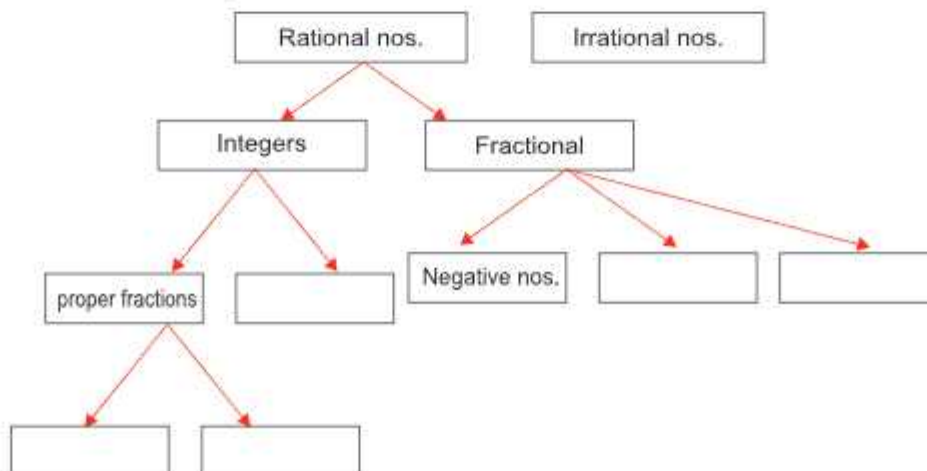 Rational nos.
Irrational nos.
Integers
Fractional
proper fractions
Negative nos.